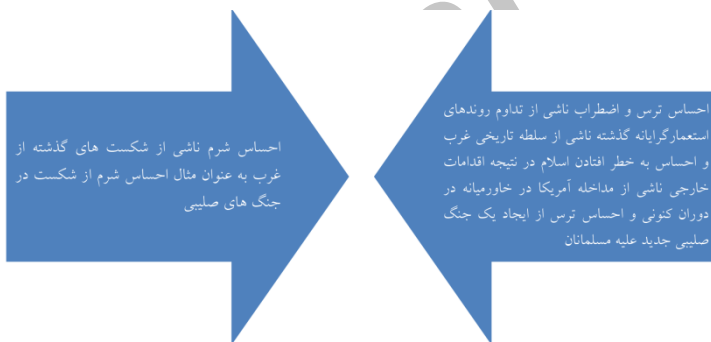 احساس ترس و اضطراب ناشی از تداوم روندهای
استعمارگرایانه گذشته ناشی از سلطه تاریخی غرب
و احساس به خطر افتادن اسلام در نتیجه اقدامات
خارجی ناشی از مداخله آمریکا در خاورمیانه در
دوران کنونی و احساس ترس از ایجاد یک جنگ
صلیبی جدید علیه مسلمانان
احساس شرم ناشی از شکست های گذشته از
غرب به عنوان مثال احساس شرم از شکست در
جنگ های صلیبی